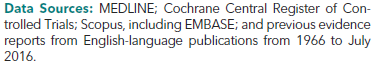 Data Sources: MEDLINE; Cochrane Central Register of Con-
trolled Trials; Scopus, including EMBASE; and previous evidence
reports from English-language publications from 1966 to July
2016.